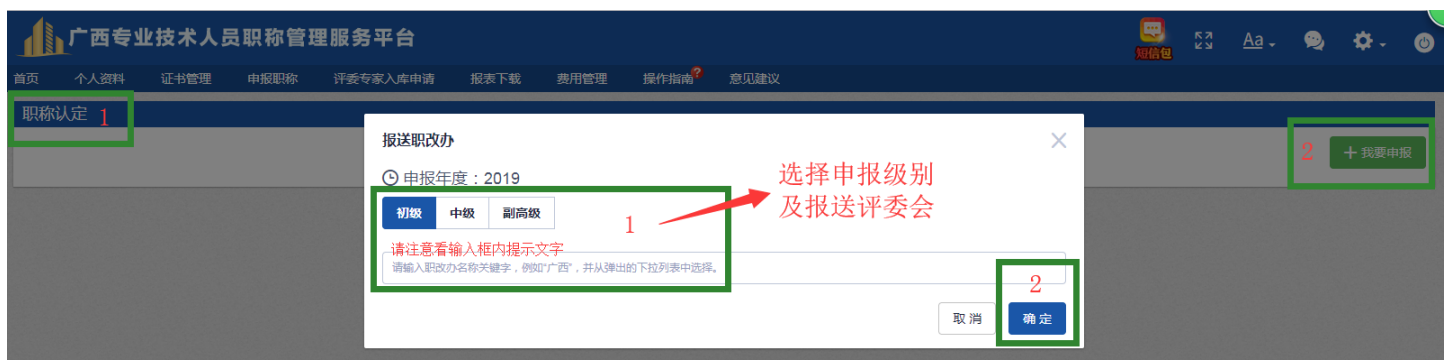 广西专业技术人员职称管理服务平台
短信包
Aa
首页 个人资料 证书管理 申报职称 评委专家入库申请 报表下载 费用管理 操作指南? 意见建议
职称认定 1
2 + 我要申报
报送职改办
申报年度：2019
初级 中级 副高级
1
选择申报级别
及报送评委会
请注意看输入框内提示文字
请输入职改办名称关键字，例如“广西”，并从弹出的下拉列表中选择。
2
取消 确定